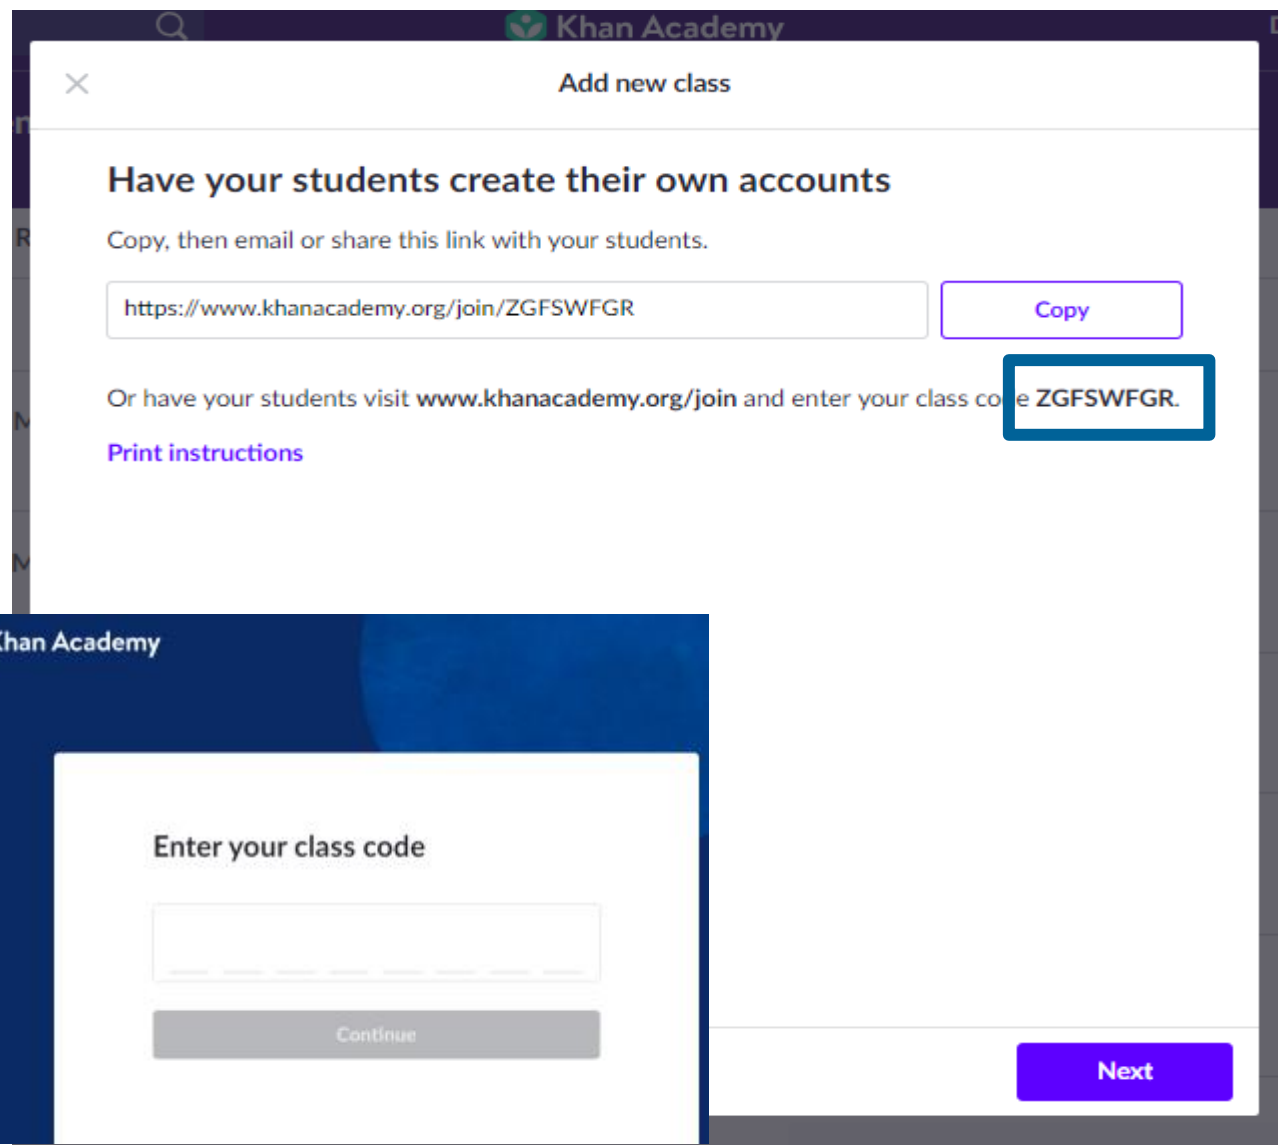 Khan Academy
Add new class
Have your students create their own accounts
Copy, then email or share this link with your students.
https://www.khanacademy.org/join/ZGFSWFGR
Copy
Or have your students visit www.khanacademy.org/join and enter your class code ZGFSWFGR.
Print instructions
Khan Academy
Enter your class code
Continue
Next